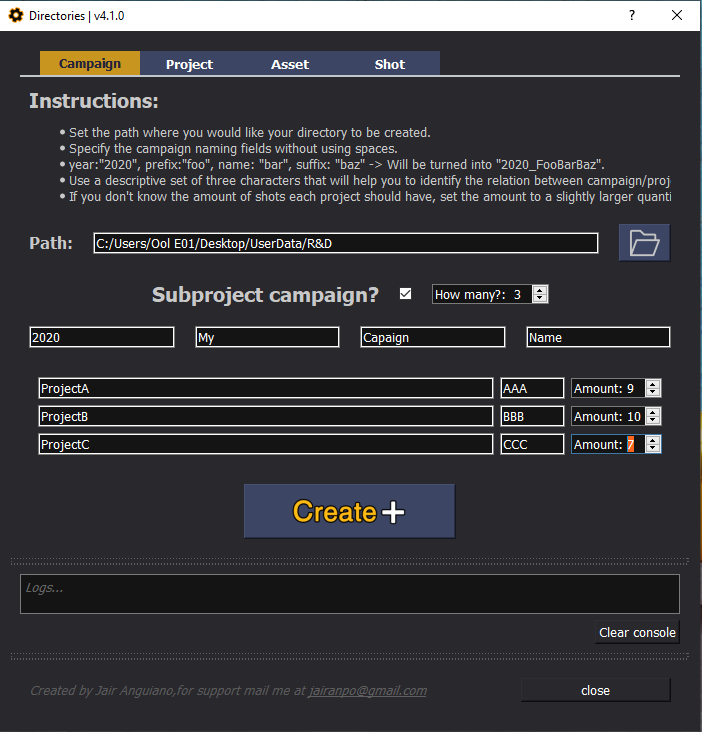 Directories | v4.1.0 ?
Campaign Project Asset Shot
Instructions:
• Set the path where you would like your directory to be created.
• Specify the campaign naming fields without using spaces.
• year:"2020", prefix:"foo", name: "bar", suffix: "baz" -> Will be turned into "2020_FooBarBaz".
• Use a descriptive set of three characters that will help you to identify the relation between campaign/proj
• If you don't know the amount of shots each project should have, set the amount to a slightly larger quanti
Path: C:/Users/Ool E01/Desktop/UserData/R&D
Subproject campaign? How many?: 3
2020 My Capaign Name
ProjectA AAA Amount: 9
ProjectB BBB Amount: 10
ProjectC CCC Amount: 7
Create+
Logs...
Clear console
Created by Jair Anguiano,for support mail me at jairanpo@gmail.com close